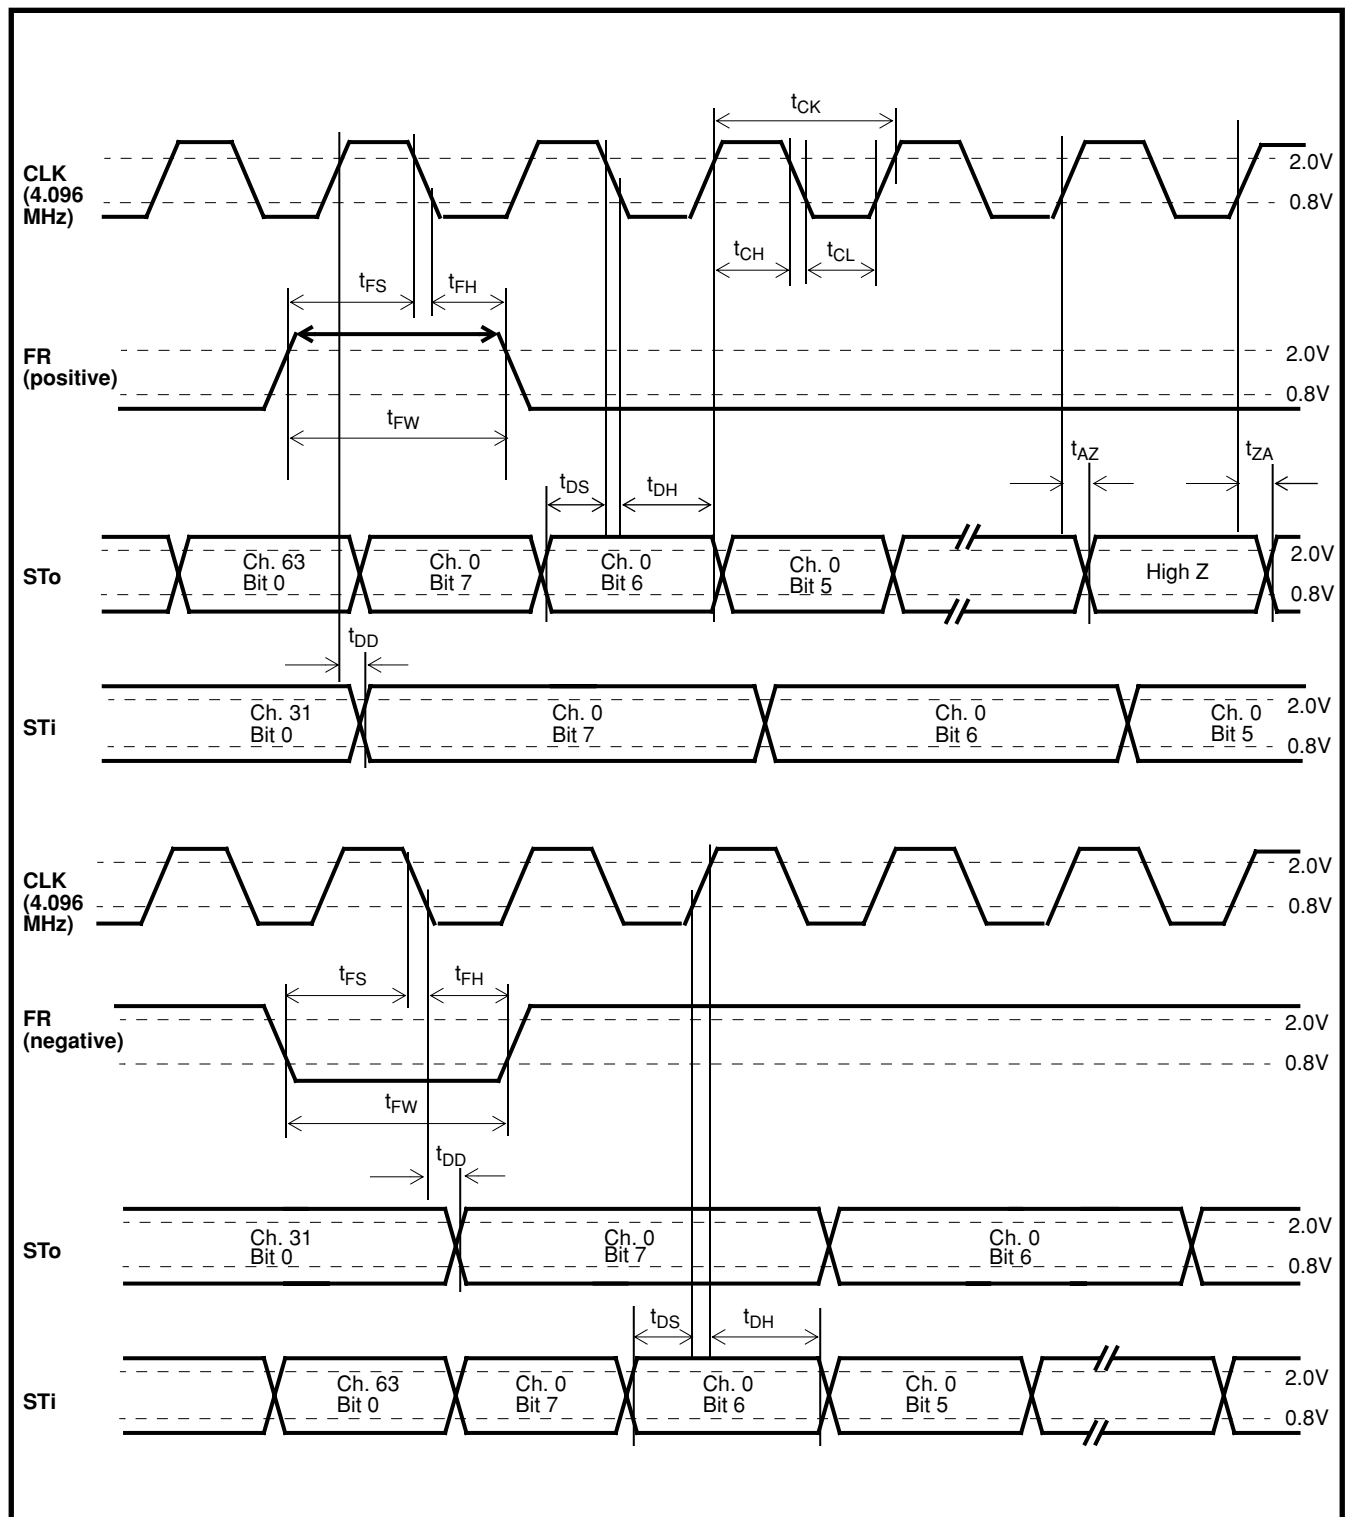 tCK
CLK
(4.096
MHz)
2.0V
0.8V
tCH
tCL
tFS
tFH
FR
(positive)
2.0V
0.8V
tFW
tAZ
tZA
tDS
tDH
STo
Ch. 63
Bit 0
Ch. 0
Bit 7
Ch. 0
Bit 6
Ch. 0
Bit 5
High Z
2.0V
0.8V
tDD
STi
Ch. 31
Bit 0
Ch. 0
Bit 7
Ch. 0
Bit 6
Ch. 0
Bit 5
2.0V
0.8V
CLK
(4.096
MHz)
2.0V
0.8V
tFS
tFH
FR
(negative)
2.0V
0.8V
tFW
tDD
STo
Ch. 31
Bit 0
Ch. 0
Bit 7
Ch. 0
Bit 6
2.0V
0.8V
tDS
tDH
STi
Ch. 63
Bit 0
Ch. 0
Bit 7
Ch. 0
Bit 6
Ch. 0
Bit 5
2.0V
0.8V